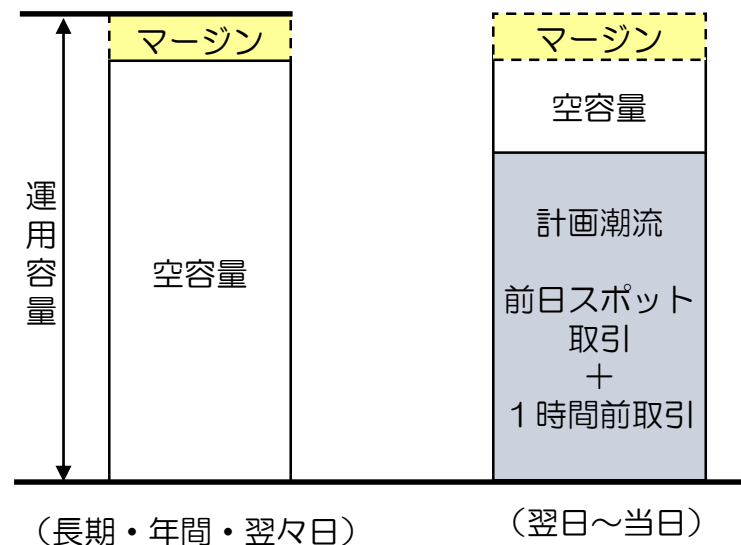 マージン
運用容量
空容量
（長期・年間・翌々日）
マージン
空容量
計画潮流
前日スポット
取引
＋
１時間前取引
（翌日～当日）